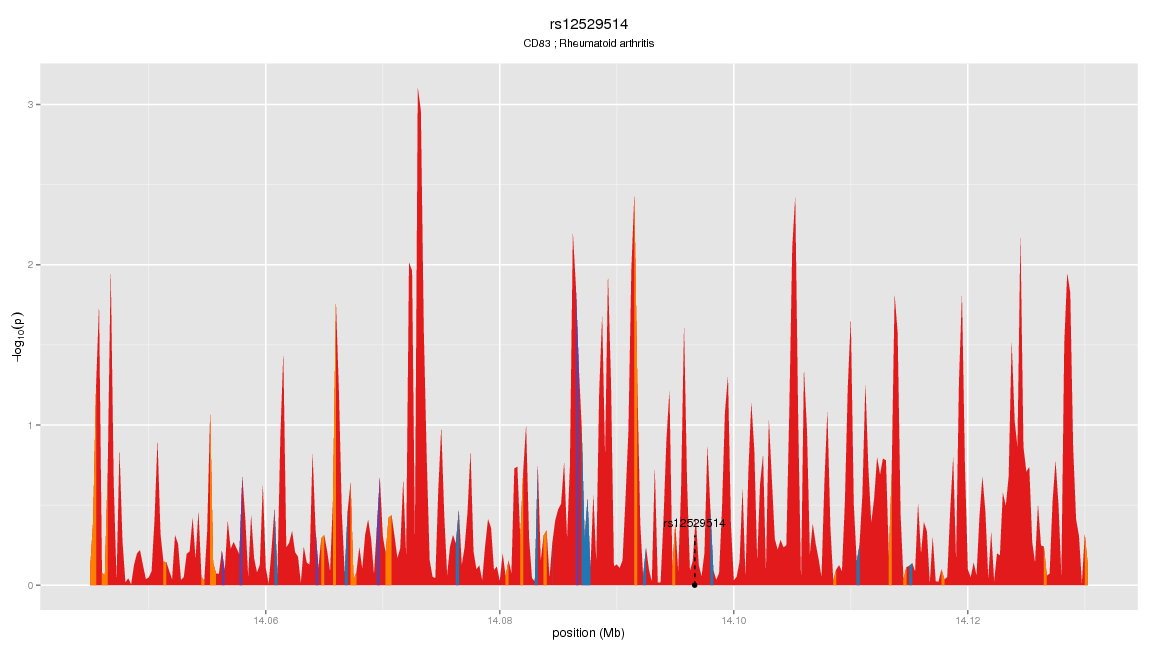 rs12529514
CD83 ; Rheumatoid arthritis
3
2
1
0
−log10(p)
rs12529514
14.06
14.08
14.10
14.12
position (Mb)